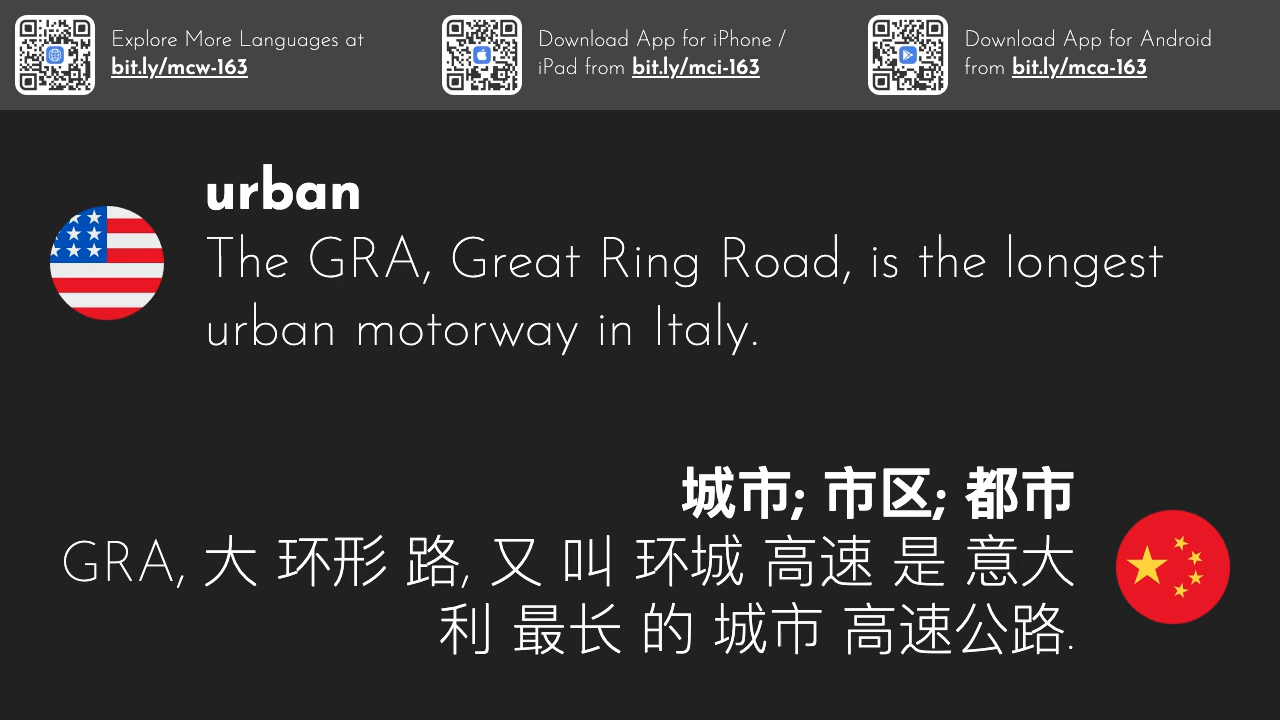 Explore More Languages at
bit.ly/mcw-163
Download App for iPhone /
iPad from bit.ly/mci-163
Download App for Android
from bit.ly/mca-163
urban
The GRA, Great Ring Road, is the longest
urban motorway in Italy.
城市; 市区; 都市
GRA, 大 环形 路, 又 叫 环城 高速 是 意大
利 最长 的 城市 高速公路.